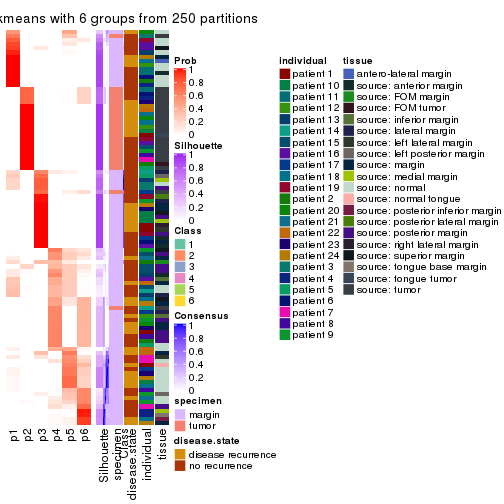 kmeans with 6 groups from 250 partitions
Prob
1
0.8
0.6
0.4
0.2
0
Silhouette
1
0.8
0.6
0.4
0.2
0
Class
1
2
3
4
5
6
Consensus
1
0.8
0.6
0.4
0.2
0
specimen
margin
tumor
disease.state
disease recurrence
no recurrence
individual
patient 1
patient 10
patient 11
patient 12
patient 13
patient 14
patient 15
patient 16
patient 17
patient 18
patient 19
patient 2
patient 20
patient 21
patient 22
patient 23
patient 24
patient 3
patient 4
patient 5
patient 6
patient 7
patient 8
patient 9
tissue
antero-lateral margin
source: anterior margin
source: FOM margin
source: FOM tumor
source: inferior margin
source: lateral margin
source: left lateral margin
source: left posterior margin
source: margin
source: medial margin
source: normal
source: normal tongue
source: posterior inferior margin
source: posterior lateral margin
source: posterior margin
source: right lateral margin
source: superior margin
source: tongue base margin
source: tongue tumor
source: tumor
p1
p2
p3
p4
p5
p6
Silhouette
specimen
Class
disease.state
individual
tissue